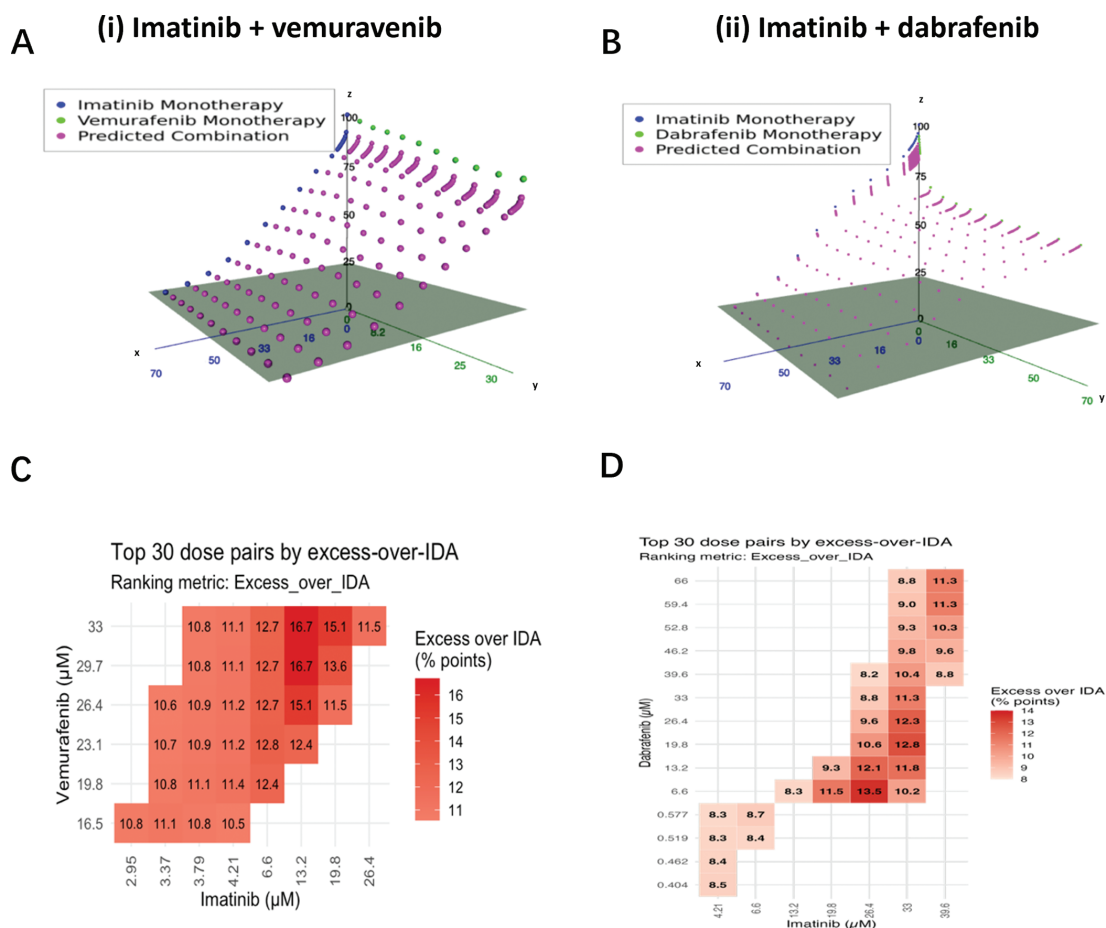 (i) Imatinib + vemuravenib
(ii) Imatinib + dabrafenib
A
B
z
100
75
50
25
0
0
0
8.2
16
25
30
y
16
33
50
70
x
Imatinib Monotherapy
Vemurafenib Monotherapy
Predicted Combination
z
100
75
50
25
0
0
0
16
33
50
70
y
16
33
50
70
x
Imatinib Monotherapy
Dabrafenib Monotherapy
Predicted Combination
C
Top 30 dose pairs by excess-over-IDA
Ranking metric: Excess_over_IDA
33 10.8 11.1 12.7 16.7 15.1 11.5
29.7 10.8 11.1 12.7 16.7 13.6
26.4 10.6 10.9 11.2 12.7 15.1 11.5
23.1 10.7 10.9 11.2 12.8 12.4
19.8 10.8 11.1 11.4 12.4
16.5 10.8 11.1 10.8 10.5
2.95 3.37 3.79 4.21 6.6 13.2 19.8 26.4
Vemurafenib (µM)
Imatinib (µM)
Excess over IDA
(% points)
16
15
14
13
12
11
D
Top 30 dose pairs by excess-over-IDA
Ranking metric: Excess_over_IDA
66 8.8 11.3
59.4 9.0 11.3
52.8 9.3 10.3
46.2 9.8 9.6
39.6 8.2 10.4 8.8
33 8.8 11.3
26.4 9.6 12.3
19.8 10.6 12.8
13.2 9.3 12.1 11.8
6.6 8.3 11.5 13.5 10.2
0.577 8.3 8.7
0.519 8.3 8.4
0.462 8.4
0.404 8.5
4.21 6.6 13.2 19.8 26.4 33 39.6
Dabrafenib (µM)
Imatinib (µM)
Excess over IDA
(% points)
14
13
12
11
10
9
8